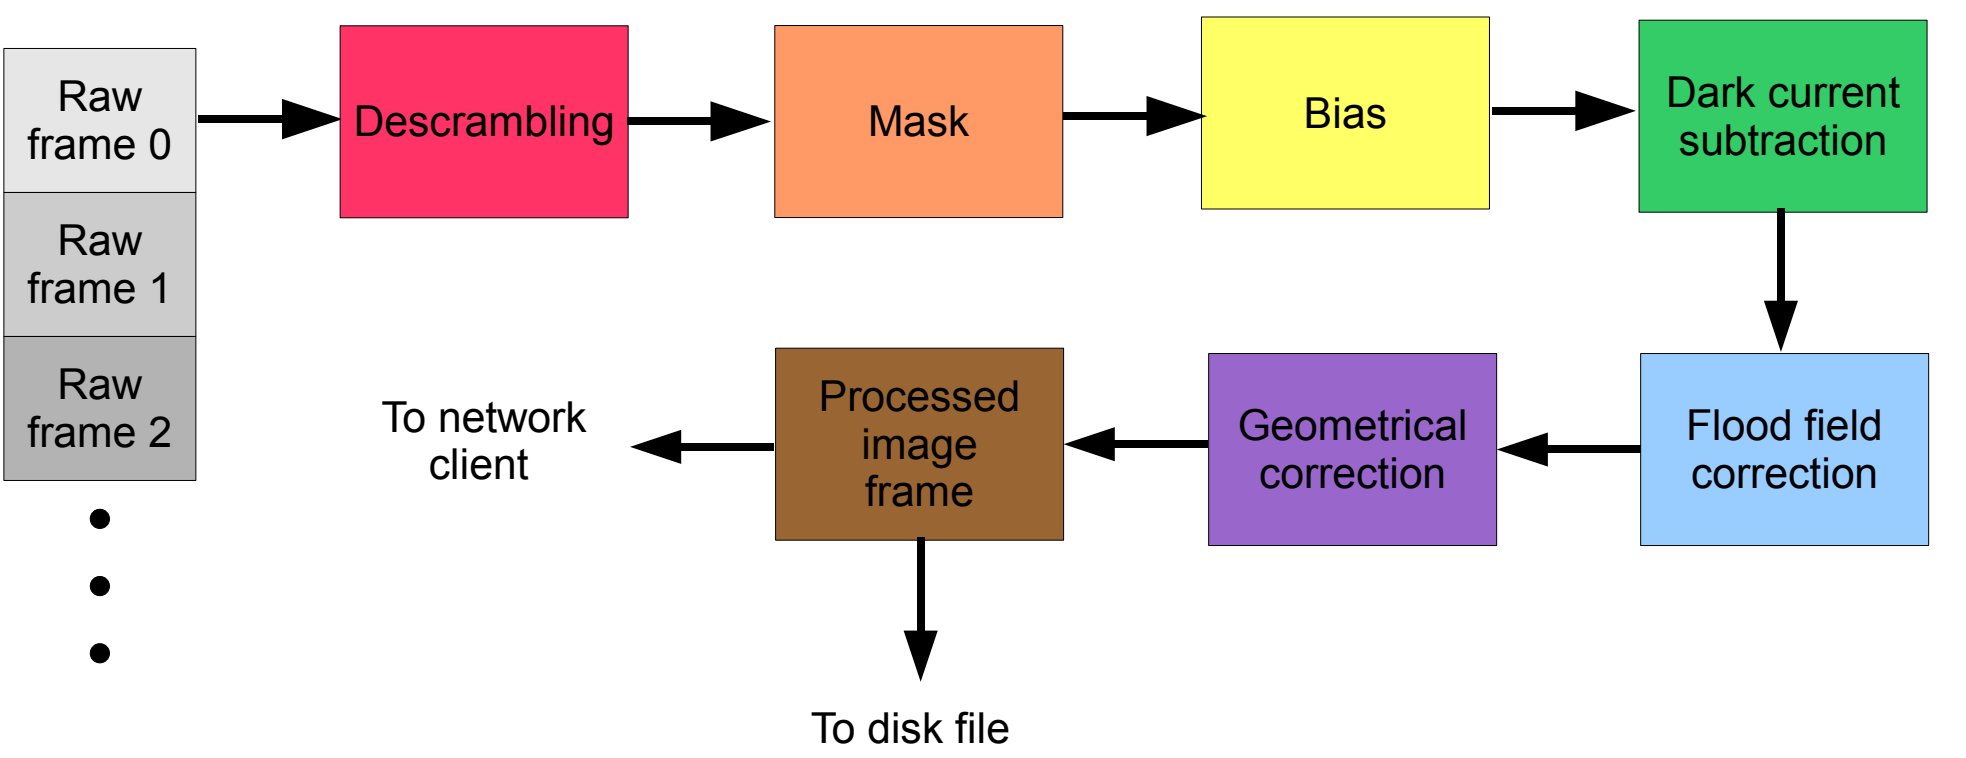 Raw
frame 0
Raw
frame 1
Raw
frame 2
Descrambling
Mask
Bias
Dark current
subtraction
Flood field
correction
Geometrical
correction
Processed
image
frame
To network
client
To disk file